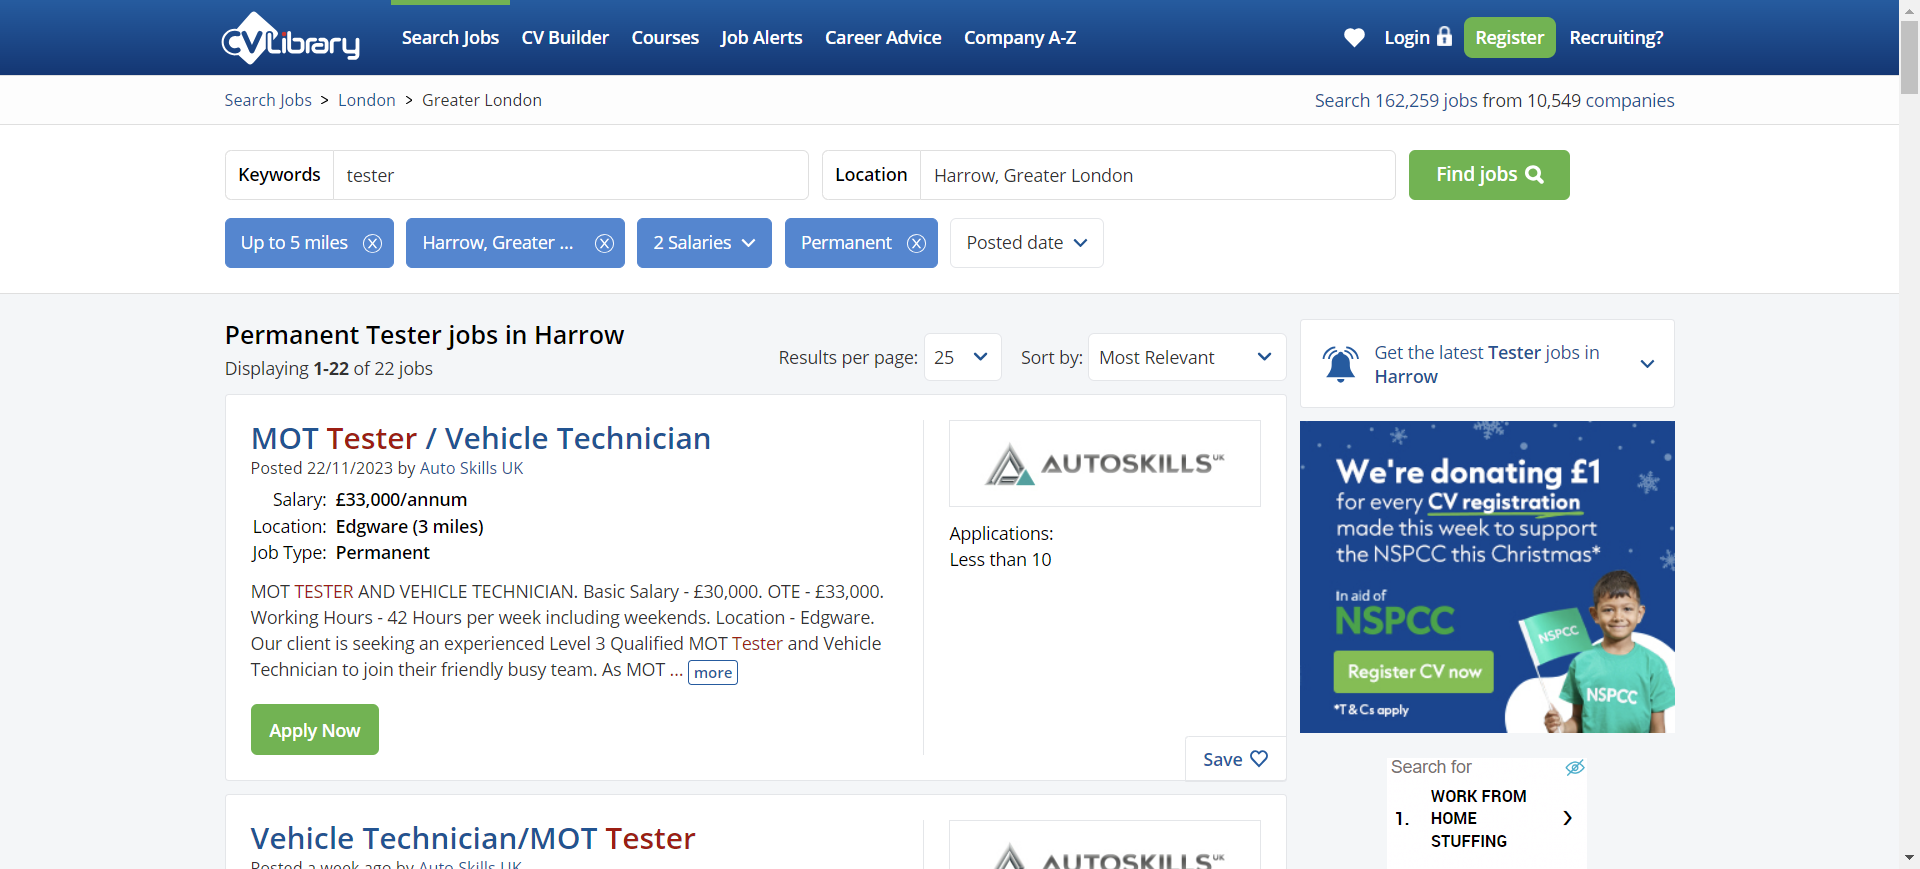 CVLibrary
Search Jobs CV Builder Courses Job Alerts Career Advice Company A-Z
Login Register Recruiting?
Search Jobs > London > Greater London
Search 162,259 jobs from 10,549 companies
Keywords tester
Location Harrow, Greater London
Find jobs
Up to 5 miles Harrow, Greater ... 2 Salaries Permanent Posted date
Permanent Tester jobs in Harrow
Displaying 1-22 of 22 jobs
Results per page: 25 Sort by: Most Relevant
MOT Tester / Vehicle Technician
Posted 22/11/2023 by Auto Skills UK
Salary: £33,000/annum
Location: Edgware (3 miles)
Job Type: Permanent
MOT TESTER AND VEHICLE TECHNICIAN. Basic Salary - £30,000. OTE - £33,000.
Working Hours - 42 Hours per week including weekends. Location - Edgware.
Our client is seeking an experienced Level 3 Qualified MOT Tester and Vehicle
Technician to join their friendly busy team. As MOT ... more
Apply Now
AUTOSKILLS UK
Applications:
Less than 10
Save
Vehicle Technician/MOT Tester
Posted a week ago by Auto Skills UK
AUTOSKILLS UK
Get the latest Tester jobs in
Harrow
We're donating £1
for every CV registration
made this week to support
the NSPCC this Christmas*
In aid of
NSPCC
Register CV now
*T & Cs apply
NSPCC
NSPCC
Search for
1. WORK FROM
HOME
STUFFING